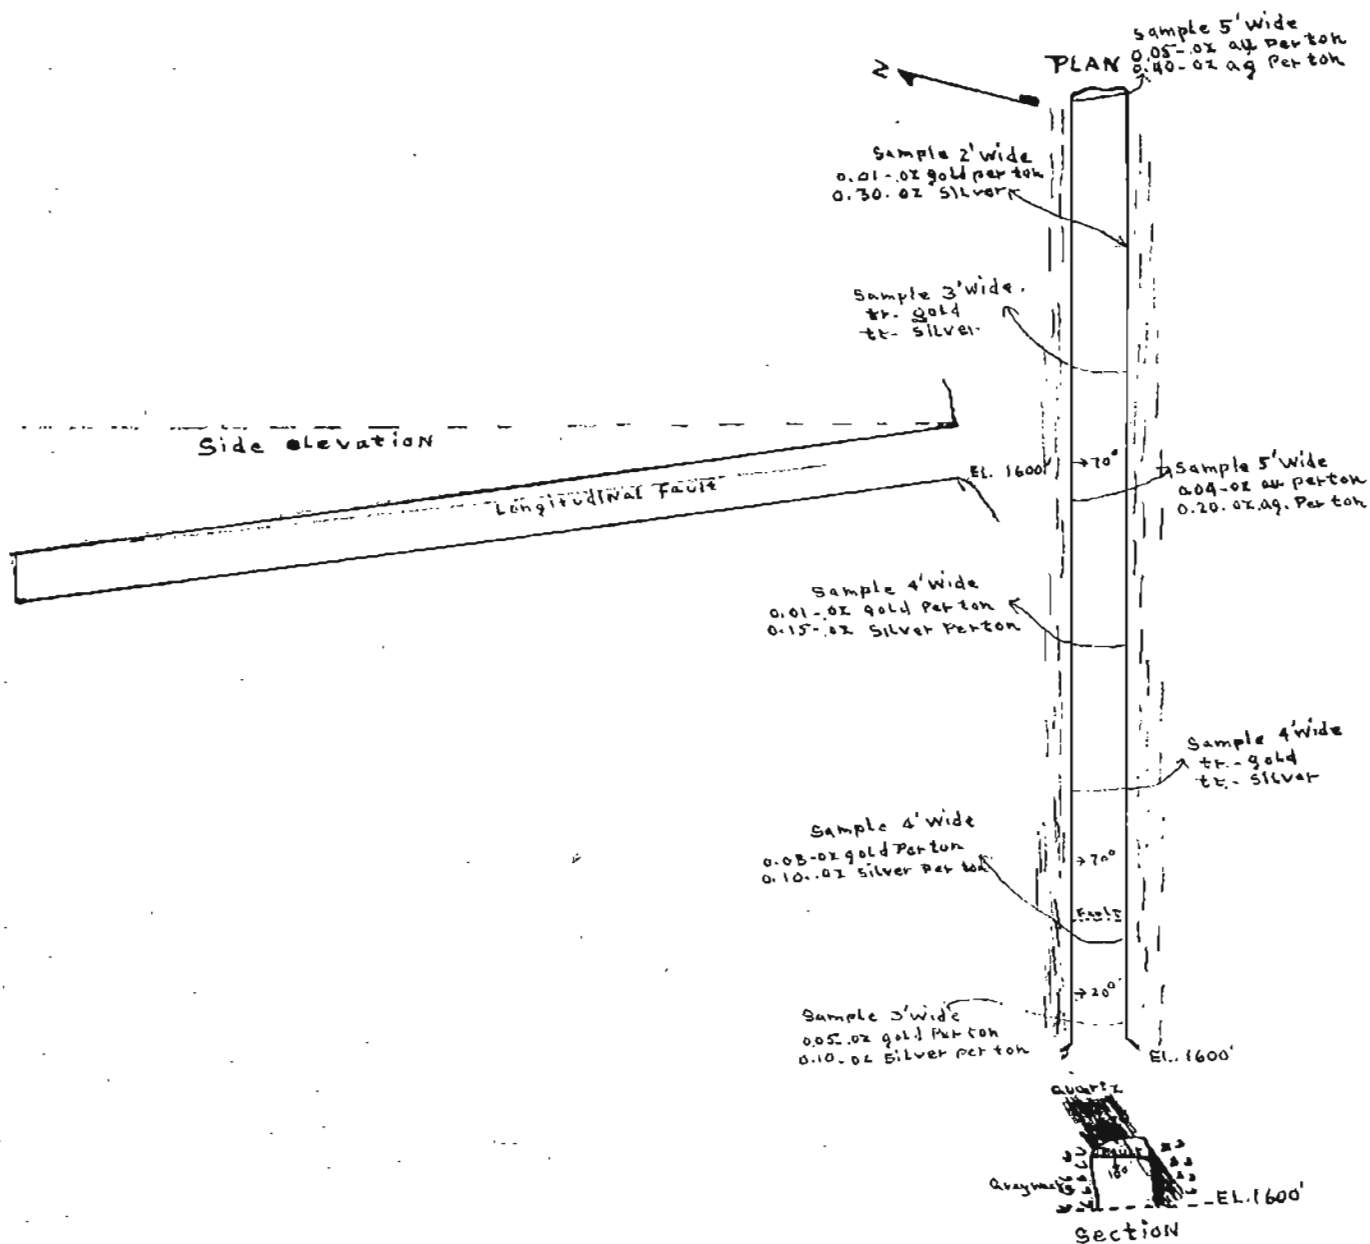 Sample 5' Wide
PLAN 0.05-.oz au per ton
0.40-oz ag per ton
Z
Sample 2' Wide
0.01-.oz gold per ton
0.30.oz Silver
Sample 3' Wide.
tr- gold
tr- Silver
Side elevation
EL. 1600'
→70°
Longitudinal Fault
Sample 5' Wide
0.04-oz au per ton
0.20.oz.ag. Per ton
Sample 4' Wide
0.01-.oz gold Per ton
0.15-.oz Silver Per ton
Sample 4' Wide
tr.- gold
tr.- Silver
Sample 4' Wide
0.03-oz gold Per ton
0.10-.oz Silver per ton
→70°
Fault
→20°
Sample 3' Wide
0.05.oz gold Per ton
0.10-oz Silver per ton
EL. 1600'
Quartz
Fault
10°
EL. 1600'
Section